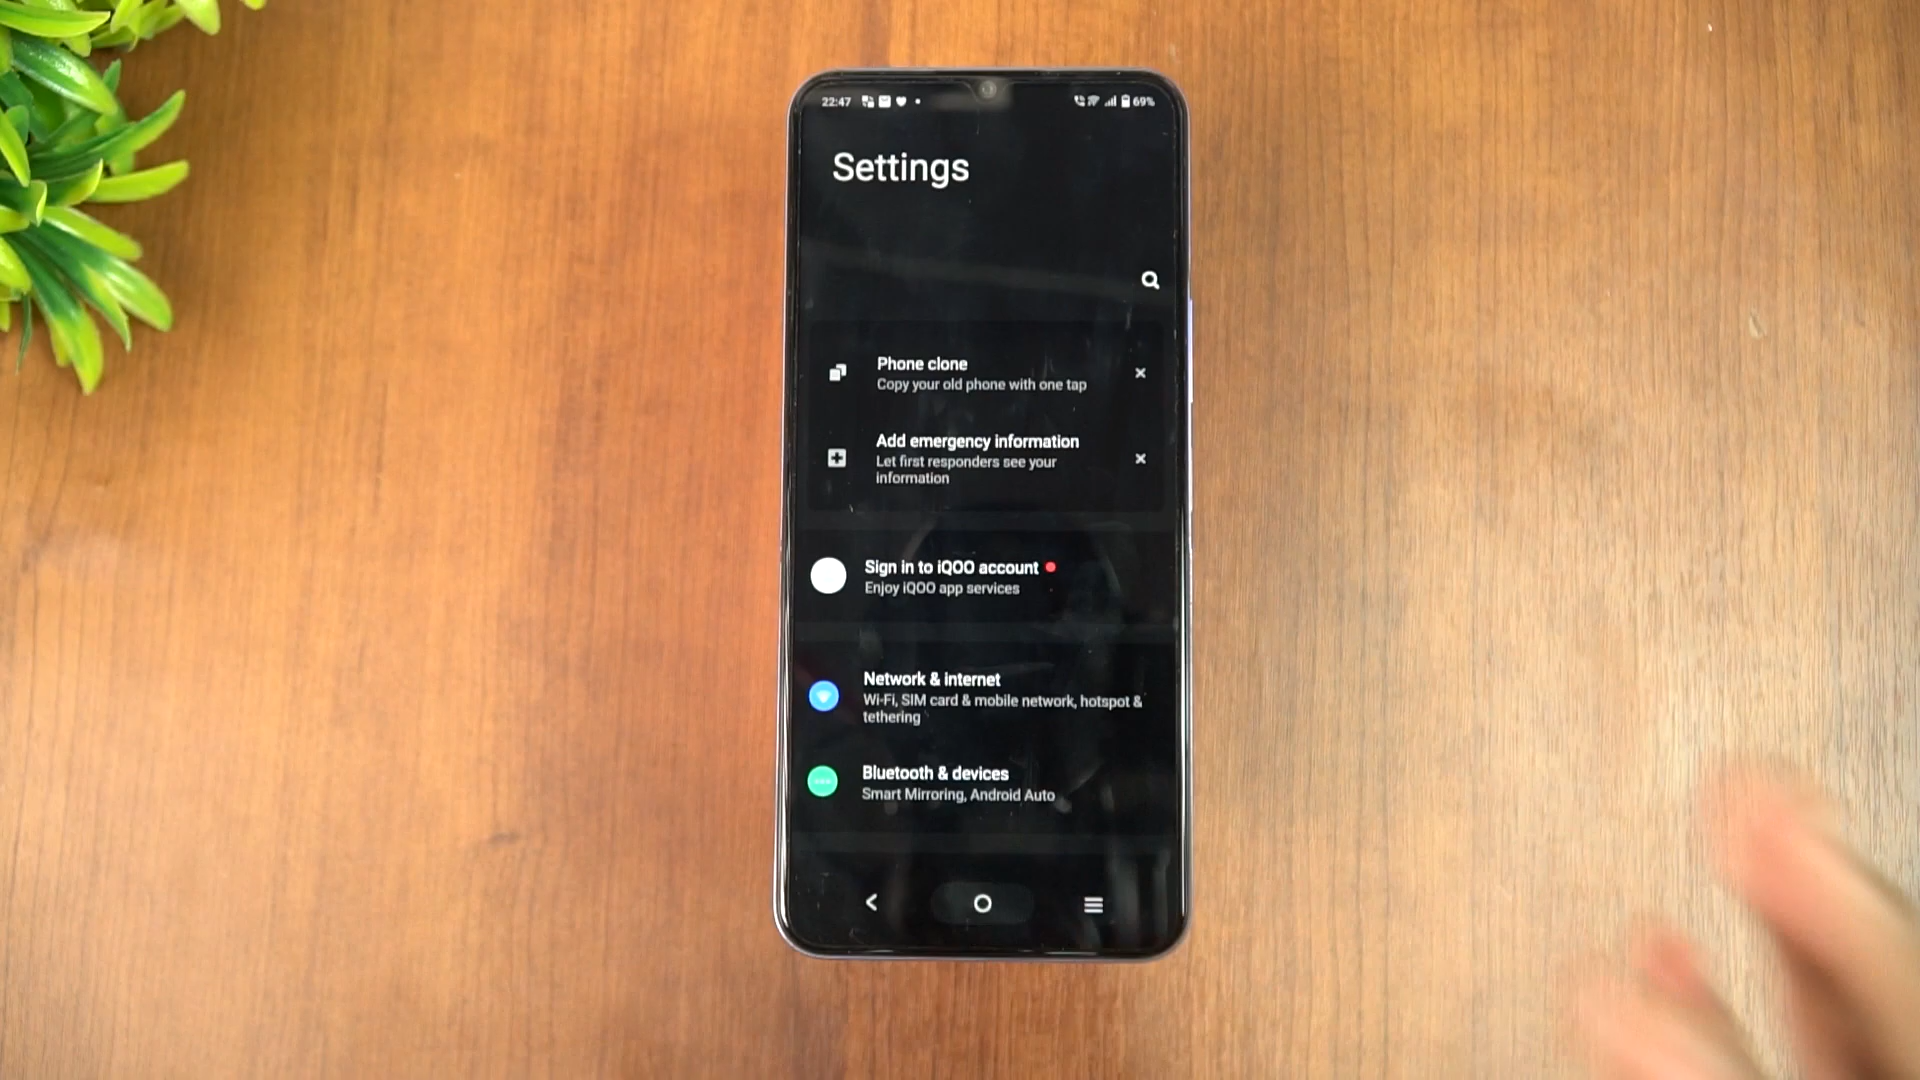 22:47 69%
Settings
Phone clone
Copy your old phone with one tap
Add emergency information
Let first responders see your
information
Sign in to iQOO account
Enjoy iQOO app services
Network & internet
Wi-Fi, SIM card & mobile network, hotspot &
tethering
Bluetooth & devices
Smart Mirroring, Android Auto